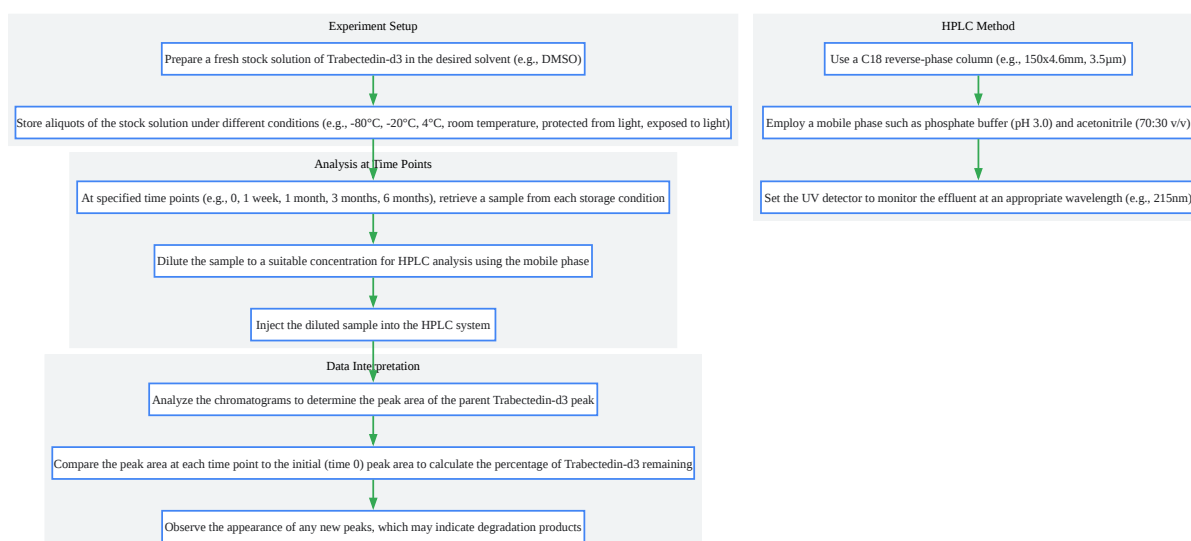 Experiment Setup
Prepare a fresh stock solution of Trabectedin-d3 in the desired solvent (e.g., DMSO)
Store aliquots of the stock solution under different conditions (e.g., -80°C, -20°C, 4°C, room temperature, protected from light, exposed to light)
Analysis at Time Points
At specified time points (e.g., 0, 1 week, 1 month, 3 months, 6 months), retrieve a sample from each storage condition
Dilute the sample to a suitable concentration for HPLC analysis using the mobile phase
Inject the diluted sample into the HPLC system
Data Interpretation
Analyze the chromatograms to determine the peak area of the parent Trabectedin-d3 peak
Compare the peak area at each time point to the initial (time 0) peak area to calculate the percentage of Trabectedin-d3 remaining
Observe the appearance of any new peaks, which may indicate degradation products
HPLC Method
Use a C18 reverse-phase column (e.g., 150x4.6mm, 3.5µm)
Employ a mobile phase such as phosphate buffer (pH 3.0) and acetonitrile (70:30 v/v)
Set the UV detector to monitor the effluent at an appropriate wavelength (e.g., 215nm)